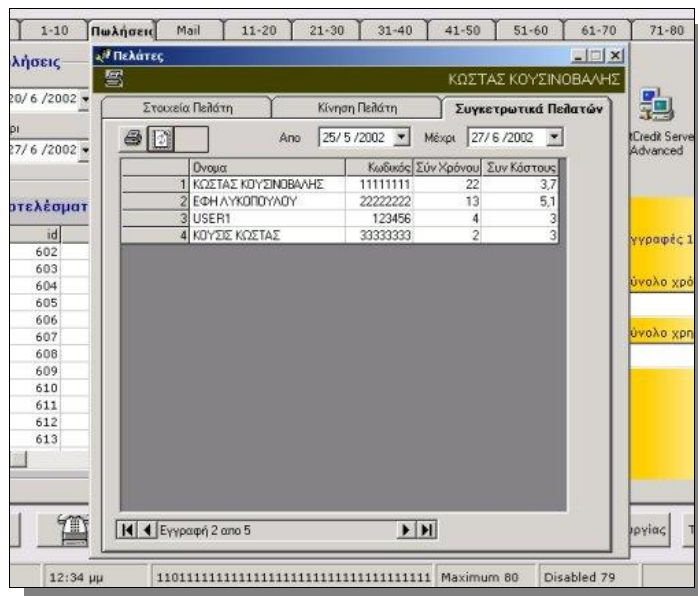 1-10 Πωλήσεις Mail 11-20 21-30 31-40 41-50 51-60 61-70 71-80
Πελάτες
ΚΩΣΤΑΣ ΚΟΥΣΙΝΟΒΑΛΗΣ
Στοιχεία Πελάτη Κίνηση Πελάτη Συγκετρωτικά Πελατών
Απο 25/ 5 /2002 Μέχρι 27/ 6 /2002
Ονομα Κωδικός Σύν Χρόνου Συν Κόστους
1 ΚΩΣΤΑΣ ΚΟΥΣΙΝΟΒΑΛΗΣ 11111111 22 3,7
2 ΕΦΗ ΛΥΚΟΠΟΥΛΟΥ 22222222 13 5,1
3 USER1 123456 4 3
4 ΚΟΥΣΙΣ ΚΩΣΤΑΣ 33333333 2 3
Εγγραφή 2 απο 5
λήσεις
20/ 6 /2002
ρι
27/ 6 /2002
οτελέσματ
id
602
603
604
605
606
607
608
609
610
611
612
613
tCredit Serve
Advanced
γγραφές 1
ύνολο χρό
ύνολο χρη
υργίας Τ
12:34 μμ Maximum 80 Disabled 79